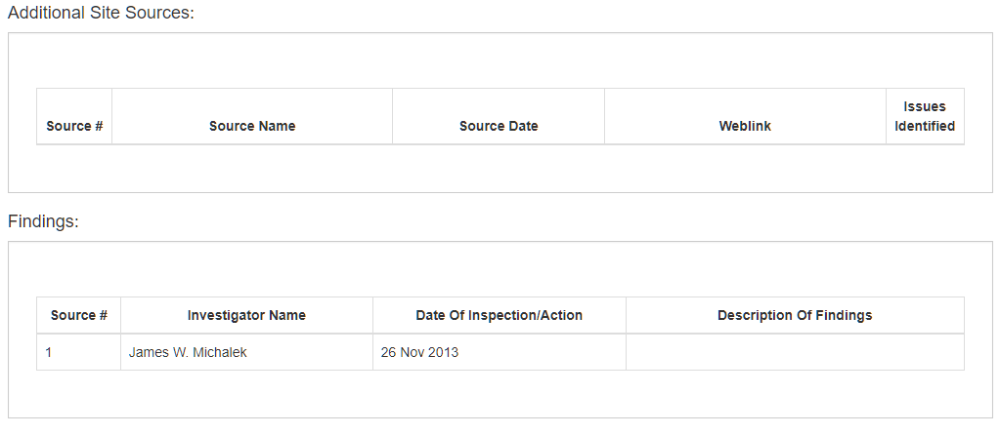 Additional Site Sources:
Source # Source Name Source Date Weblink Issues Identified
Findings:
Source # Investigator Name Date Of Inspection/Action Description Of Findings
1 James W. Michalek 26 Nov 2013